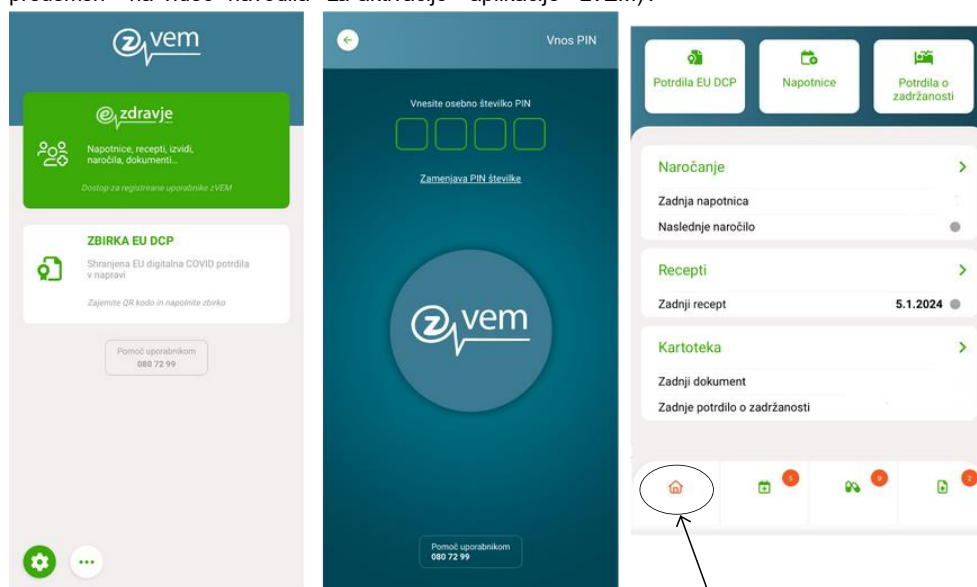 vem
zdravje
Napotnice, recepti, izvidi,
naročila, dokumenti...
Dostop za registrirane uporabnike zVEM
ZBIRKA EU DCP
Shranjena EU digitalna COVID potrdila
v napravi
Zajemite QR kodo in napolnite zbirko
Pomoč uporabnikom
080 72 99
Vnos PIN
Vnesite osebno številko PIN
Zamenjava PIN številke
z vem
Pomoč uporabnikom
080 72 99
Potrdila EU DCP
Napotnice
Potrdila o
zadržanosti
Naročanje
Zadnja napotnica
Naslednje naročilo
Recepti
Zadnji recept 5.1.2024
Kartoteka
Zadnji dokument
Zadnje potrdilo o zadržanosti
5 9 2